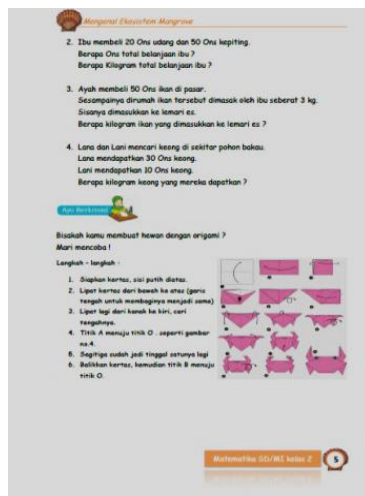 Mengenal Ekosistem Mangrove
2. Ibu membeli 20 Ons udang dan 50 Ons kepiting.
Berapa Ons total belanjaan ibu ?
Berapa Kilogram total belanjaan ibu ?
3. Ayah membeli 50 Ons ikan di pasar.
Sesampainya dirumah ikan tersebut dimasak oleh ibu seberat 3 kg.
Sisanya dimasukkan ke lemari es.
Berapa kilogram ikan yang dimasukkan ke lemari es ?
4. Lana dan Lani mencari keong di sekitar pohon bakau.
Lana mendapatkan 30 Ons keong.
Lani mendapatkan 10 Ons keong.
Berapa kilogram keong yang mereka dapatkan ?
Ayo Berkreasi
Bisakah kamu membuat hewan dengan origami ?
Mari mencoba !
Langkah - langkah :
1. Siapkan kertas, sisi putih diatas.
2. Lipat kertas dari bawah ke atas (garis
tengah untuk membaginya menjadi sama)
3. Lipat lagi dari kanak ke kiri, cari
tengahnya.
4. Titik A menuju titik O . seperti gambar
no.4.
5. Segitiga sudah jadi tinggal satunya lagi
6. Balikkan kertas, kemudian titik B menuju
titik O.
Matematika SD/MI kelas 2
5